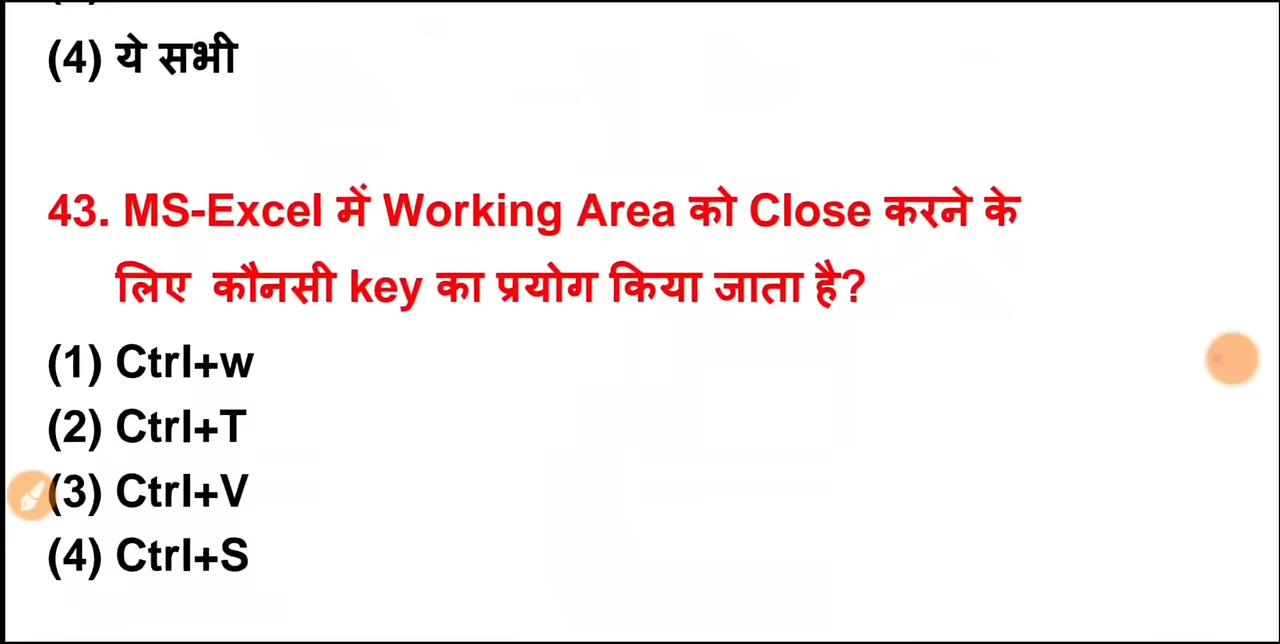 (4) ये सभी
43. MS-Excel में Working Area को Close करने के
लिए कौनसी key का प्रयोग किया जाता है?
(1) Ctrl+w
(2) Ctrl+T
(3) Ctrl+V
(4) Ctrl+S